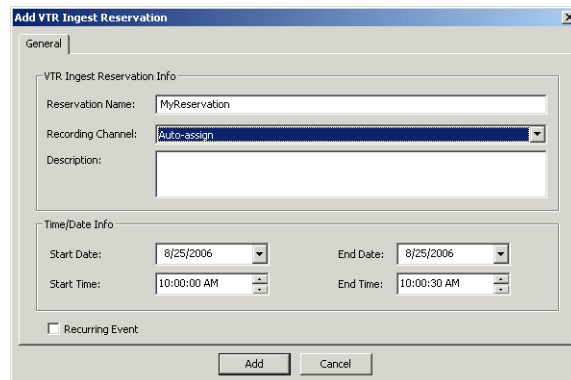 Add VTR Ingest Reservation
General
VTR Ingest Reservation Info
Reservation Name: MyReservation
Recording Channel: Auto-assign
Description:
Time/Date Info
Start Date: 8/25/2006 End Date: 8/25/2006
Start Time: 10:00:00 AM End Time: 10:00:30 AM
Recurring Event
Add Cancel